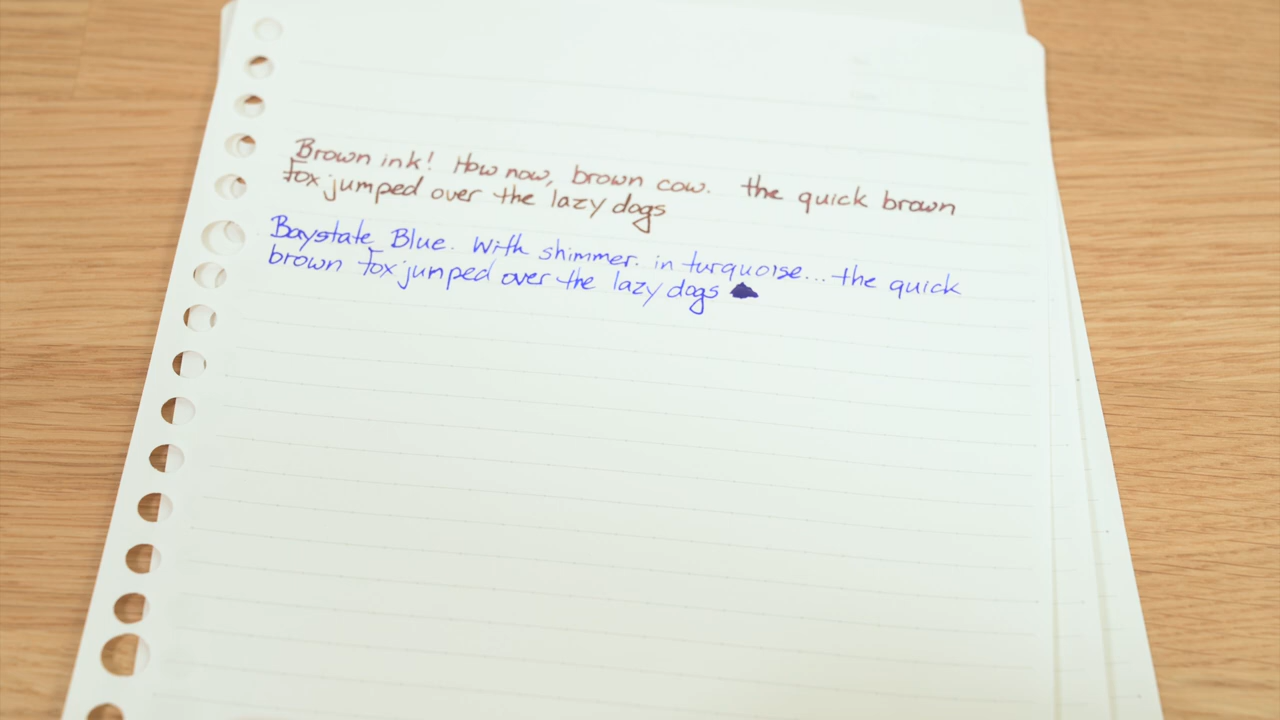 Brown ink! How now, brown cow. the quick brown
fox jumped over the lazy dogs
Baystate Blue. With shimmer. in turquoise... the quick
brown fox jumped over the lazy dogs